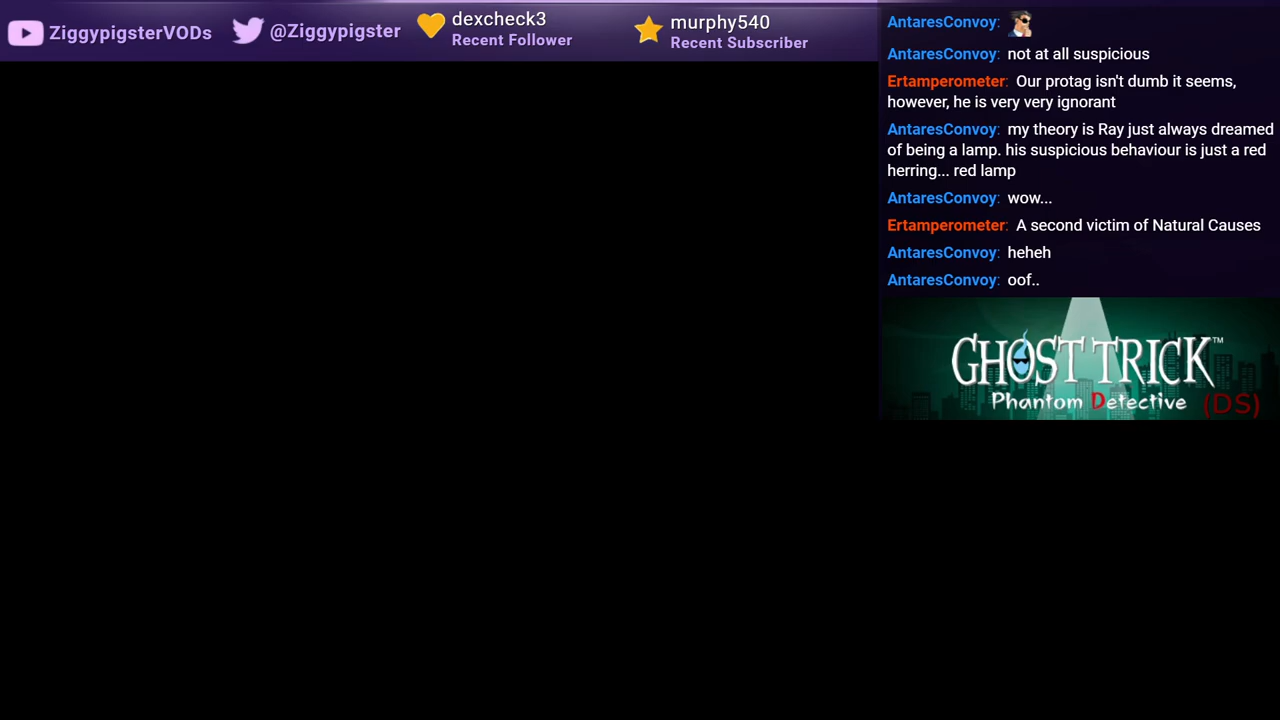 ZiggypigsterVODs
@Ziggypigster
dexcheck3
Recent Follower
murphy540
Recent Subscriber
AntaresConvoy:
AntaresConvoy: not at all suspicious
Ertamperometer: Our protag isn't dumb it seems,
however, he is very very ignorant
AntaresConvoy: my theory is Ray just always dreamed
of being a lamp. his suspicious behaviour is just a red
herring... red lamp
AntaresConvoy: wow...
Ertamperometer: A second victim of Natural Causes
AntaresConvoy: heheh
AntaresConvoy: oof..
GHOST TRICK™
Phantom Detective (DS)